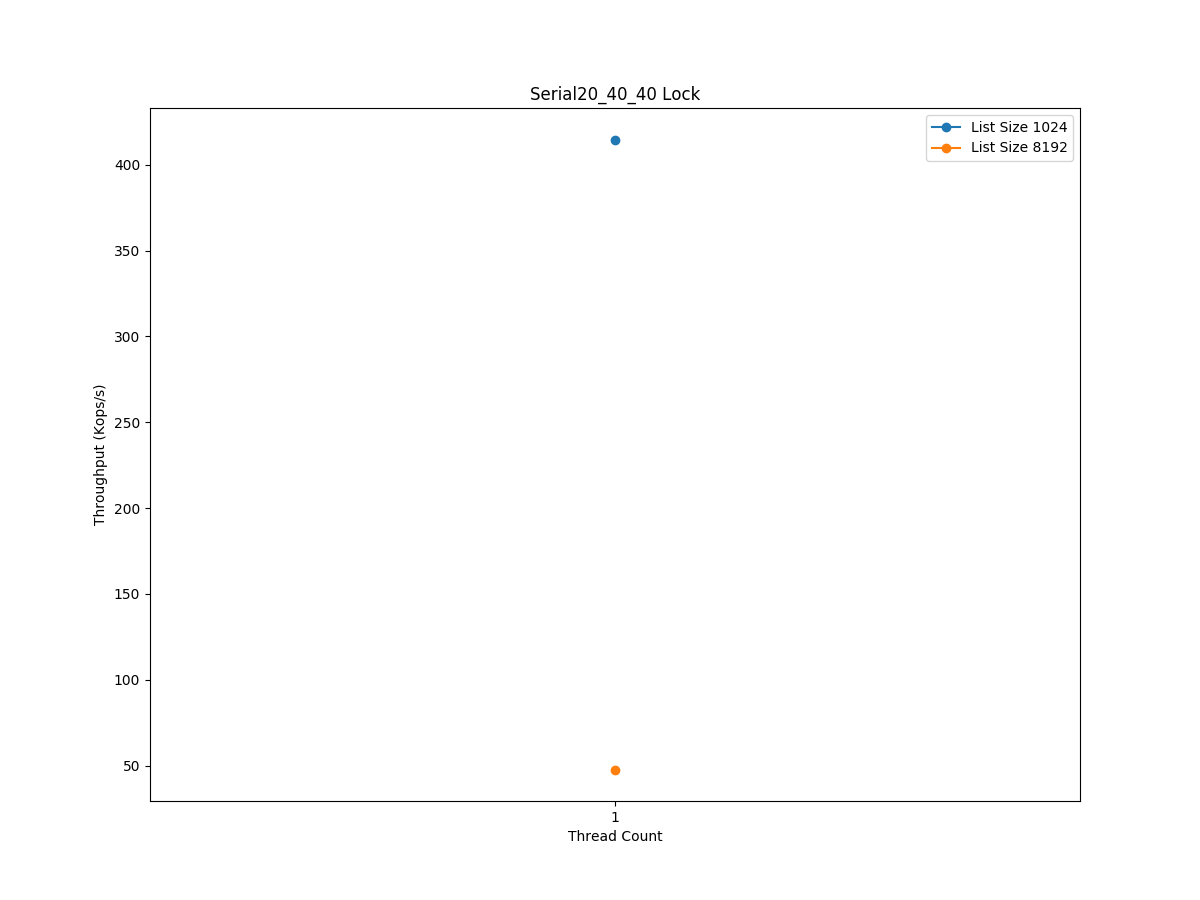 Serial20_40_40 Lock
List Size 1024
List Size 8192
400
350
300
250
200
150
100
50
Throughput (Kops/s)
1
Thread Count